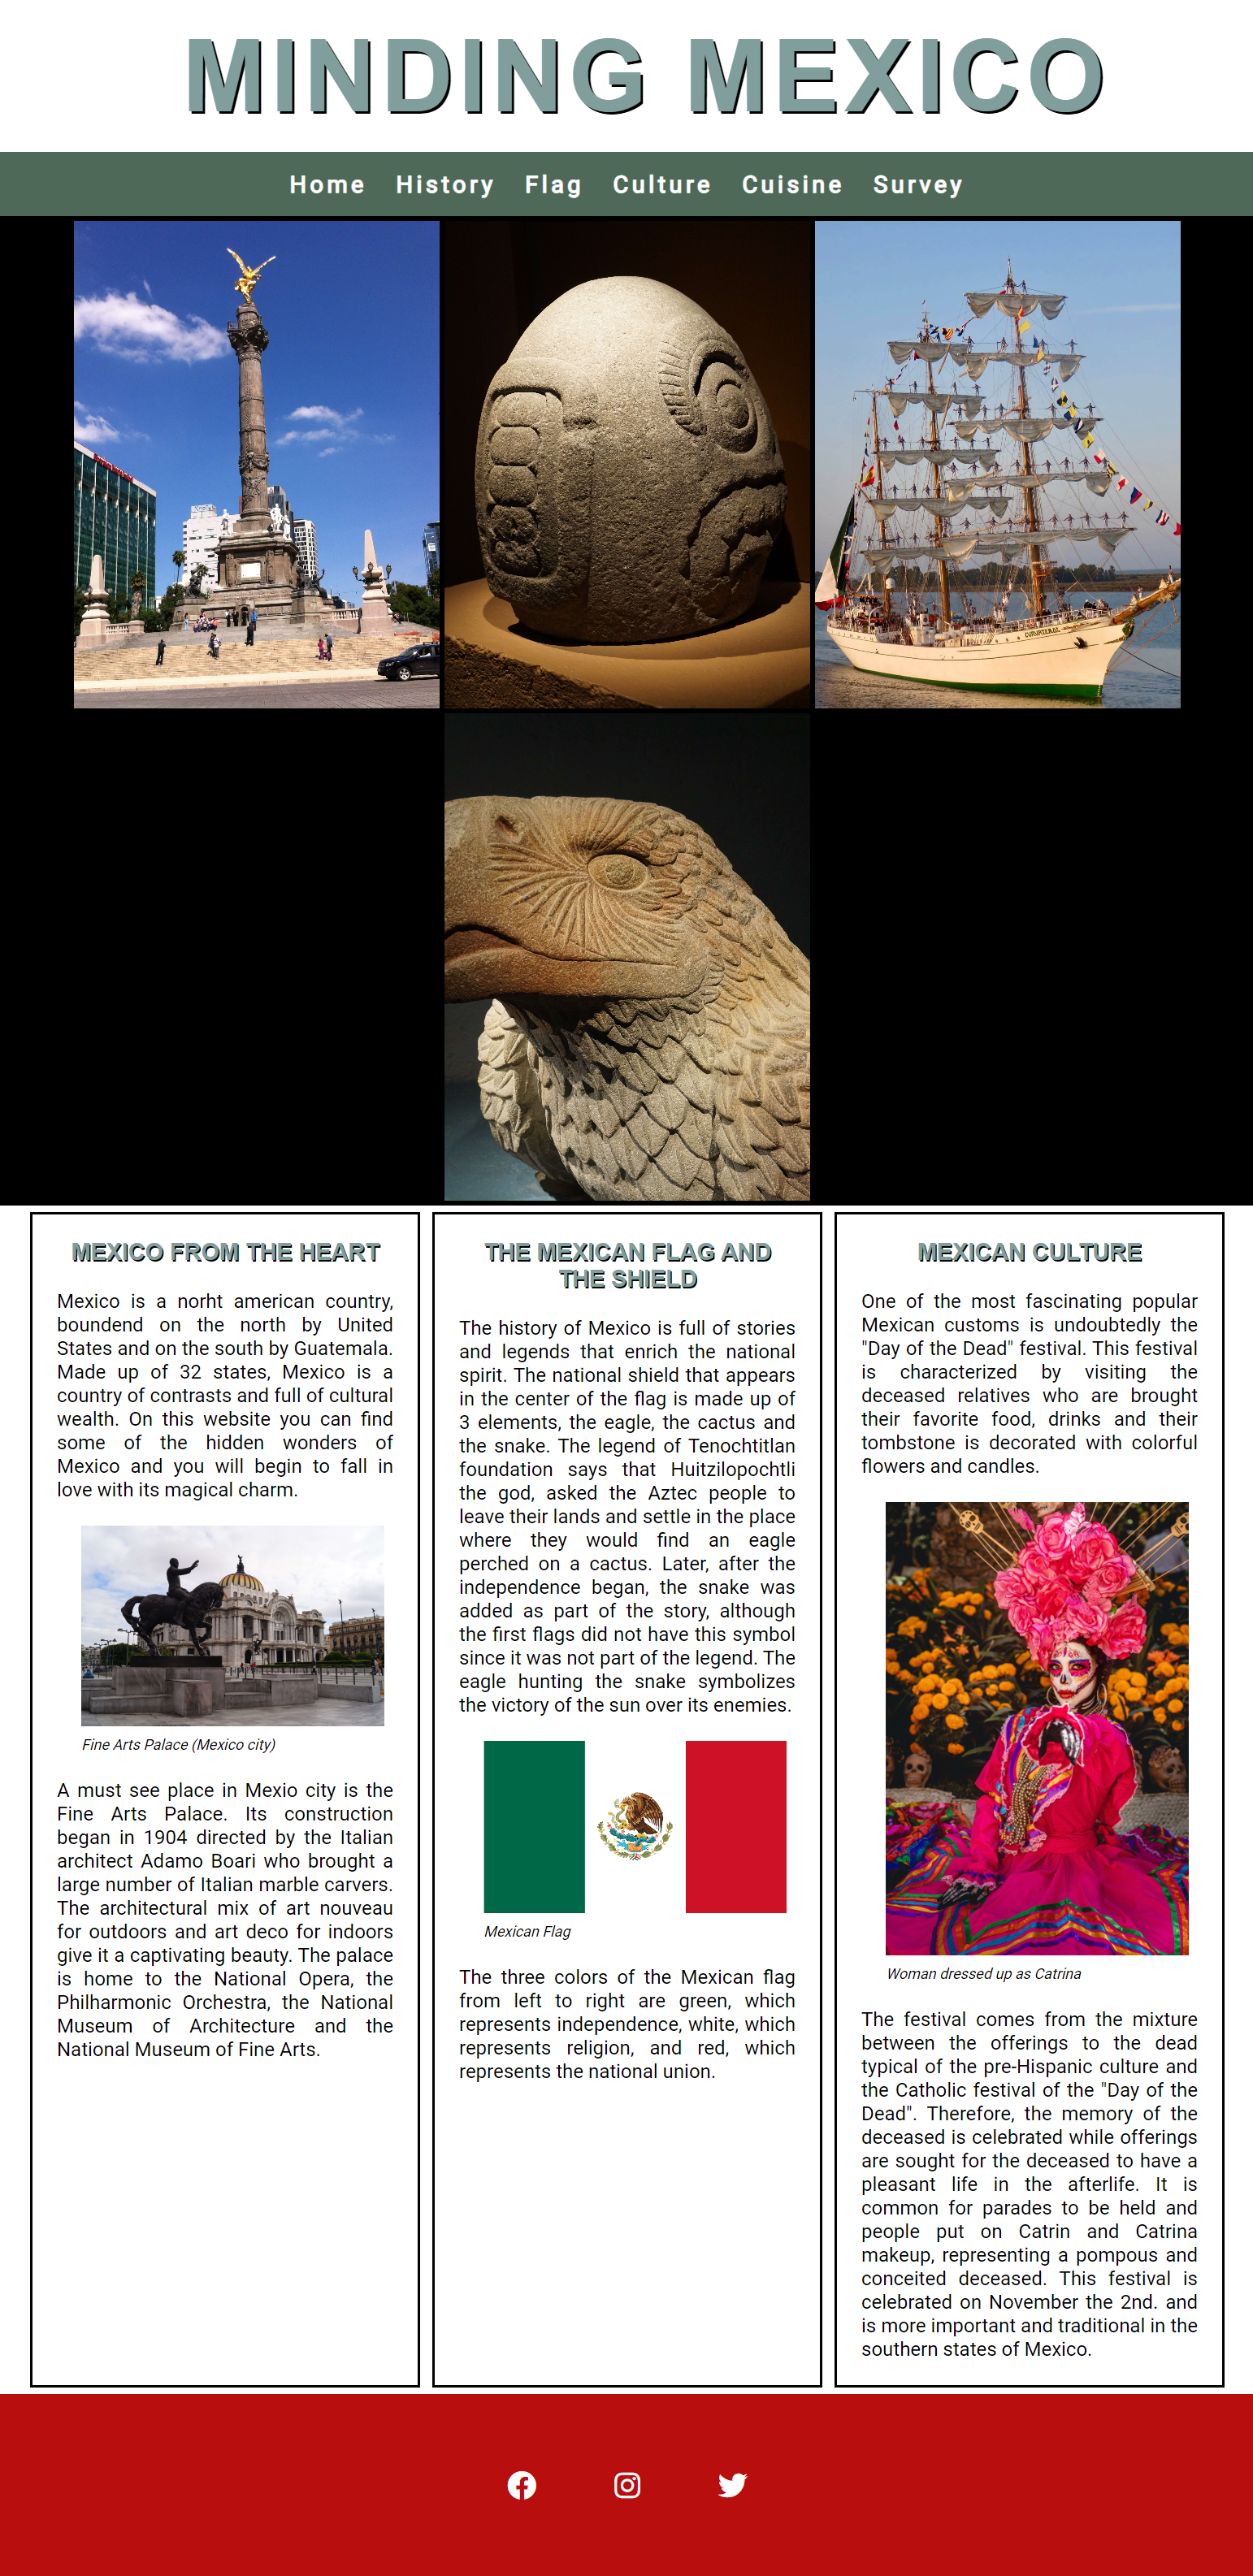 MINDING MEXICO
Home History Flag Culture Cuisine Survey
CUAUHTEMOC
MEXICO FROM THE HEART
Mexico is a norht american country,
boundend on the north by United
States and on the south by Guatemala.
Made up of 32 states, Mexico is a
country of contrasts and full of cultural
wealth. On this website you can find
some of the hidden wonders of
Mexico and you will begin to fall in
love with its magical charm.
Fine Arts Palace (Mexico city)
A must see place in Mexio city is the
Fine Arts Palace. Its construction
began in 1904 directed by the Italian
architect Adamo Boari who brought a
large number of Italian marble carvers.
The architectural mix of art nouveau
for outdoors and art deco for indoors
give it a captivating beauty. The palace
is home to the National Opera, the
Philharmonic Orchestra, the National
Museum of Architecture and the
National Museum of Fine Arts.
THE MEXICAN FLAG AND
THE SHIELD
The history of Mexico is full of stories
and legends that enrich the national
spirit. The national shield that appears
in the center of the flag is made up of
3 elements, the eagle, the cactus and
the snake. The legend of Tenochtitlan
foundation says that Huitzilopochtli
the god, asked the Aztec people to
leave their lands and settle in the place
where they would find an eagle
perched on a cactus. Later, after the
independence began, the snake was
added as part of the story, although
the first flags did not have this symbol
since it was not part of the legend. The
eagle hunting the snake symbolizes
the victory of the sun over its enemies.
Mexican Flag
The three colors of the Mexican flag
from left to right are green, which
represents independence, white, which
represents religion, and red, which
represents the national union.
MEXICAN CULTURE
One of the most fascinating popular
Mexican customs is undoubtedly the
"Day of the Dead" festival. This festival
is characterized by visiting the
deceased relatives who are brought
their favorite food, drinks and their
tombstone is decorated with colorful
flowers and candles.
Woman dressed up as Catrina
The festival comes from the mixture
between the offerings to the dead
typical of the pre-Hispanic culture and
the Catholic festival of the "Day of the
Dead". Therefore, the memory of the
deceased is celebrated while offerings
are sought for the deceased to have a
pleasant life in the afterlife. It is
common for parades to be held and
people put on Catrin and Catrina
makeup, representing a pompous and
conceited deceased. This festival is
celebrated on November the 2nd. and
is more important and traditional in the
southern states of Mexico.